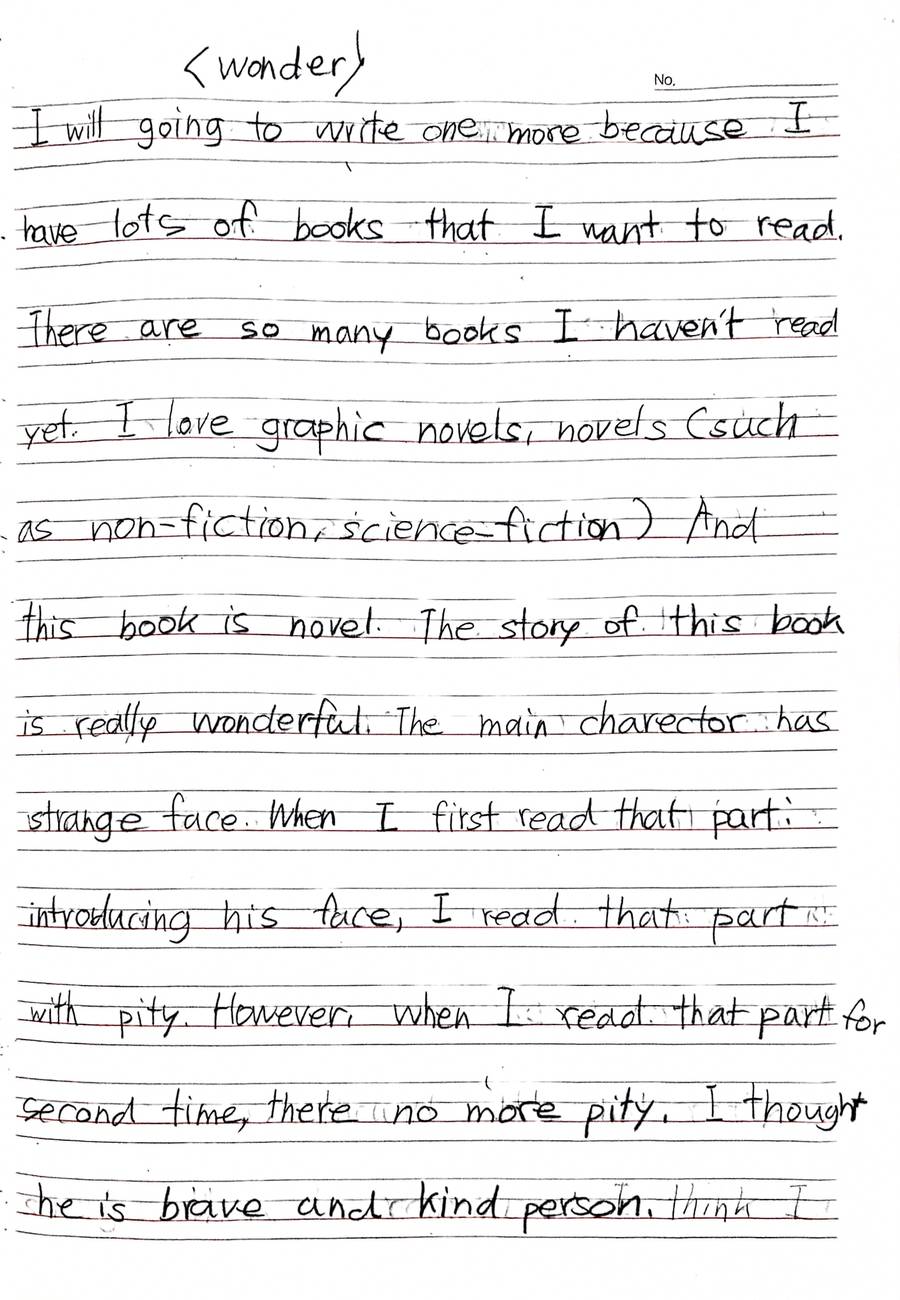 <wonder>
No.
I will going to write one more because I
have lots of books that I want to read.
There are so many books I haven't read
yet. I love graphic novels, novels (such
as non-fiction, science-fiction) And
this book is novel. The story of this book
is really wonderful. The main charector has
strange face. When I first read that part:
introducing his face, I read that part
with pity. However, when I read that part for
second time, there no more pity. I thought
he is brave and kind person. think I